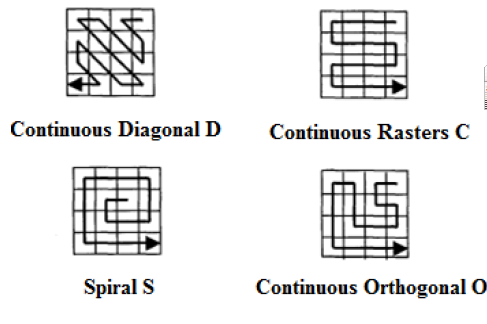 Continuous Diagonal D
Continuous Rasters C
Spiral S
Continuous Orthogonal O